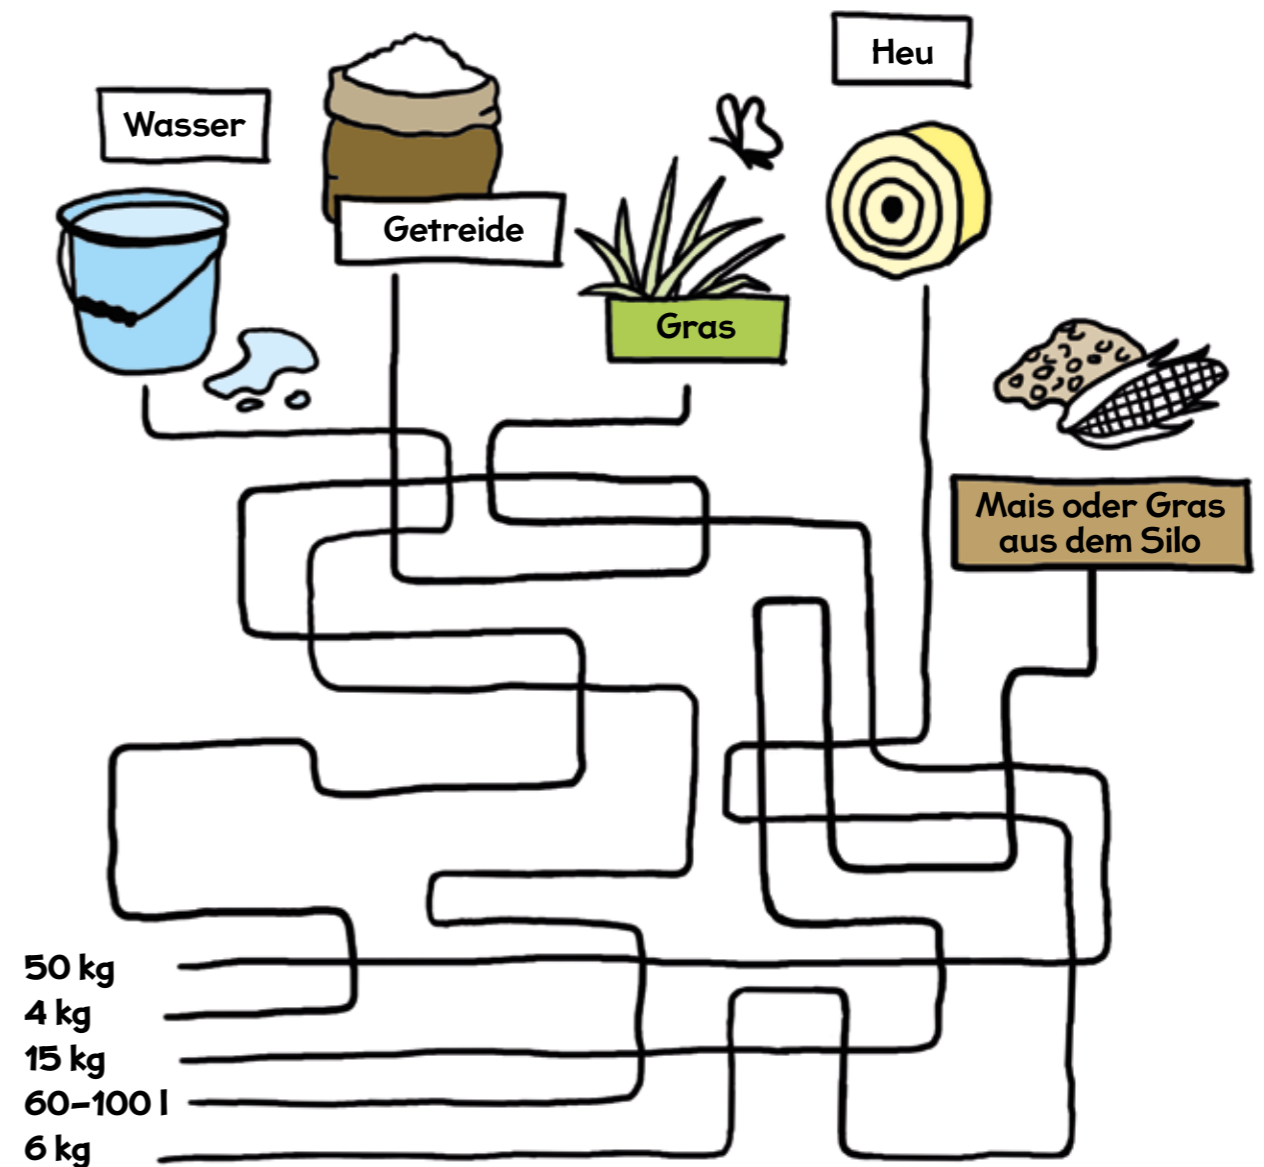 Heu
Wasser
Getreide
Gras
Mais oder Gras
aus dem Silo
50 kg
4 kg
15 kg
60–100 l
6 kg